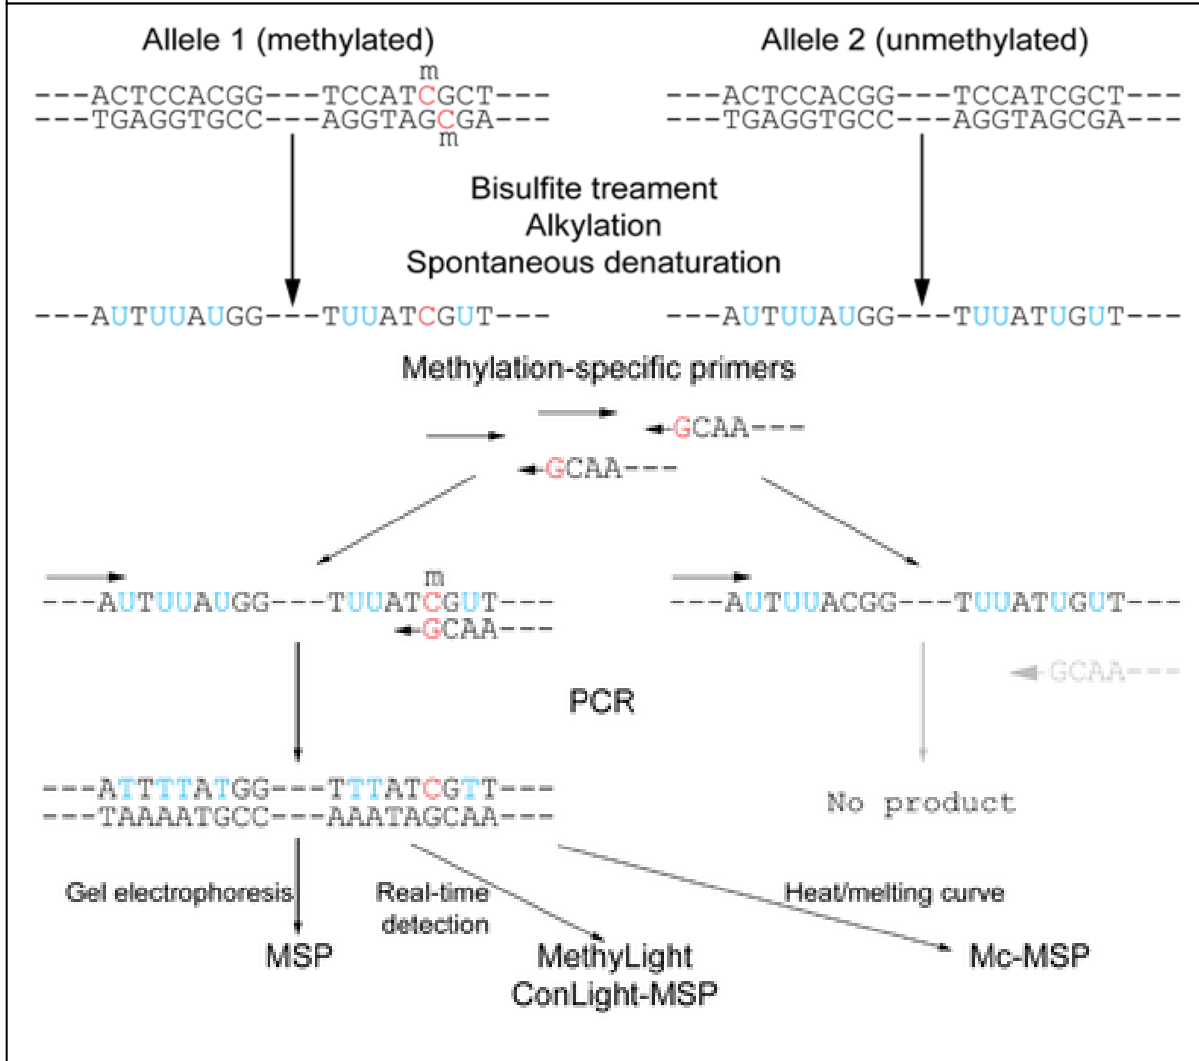 Allele 1 (methylated)
Allele 2 (unmethylated)
m
---ACTCCACGG---TCCATCGCT---
---TGAGGTGCC---AGGTAGCGA---
m
---ACTCCACGG---TCCATCGCT---
---TGAGGTGCC---AGGTAGCGA---
Bisulfite treament
Alkylation
Spontaneous denaturation
---AUTUUAUGG---TUUATCGUT---
---AUTUUAUGG---TUUATUGUT---
Methylation-specific primers
GCAA---
GCAA---
m
---AUTUUAUGG---TUUATCGUT---
GCAA---
---AUTUUACGG---TUUATUGUT---
GCAA---
PCR
---ATTTTATGG---TTTATCGTT---
---TAAAATGCC---AAATAGCAA---
No product
Gel electrophoresis
Real-time
detection
Heat/melting curve
MSP
MethyLight
ConLight-MSP
Mc-MSP